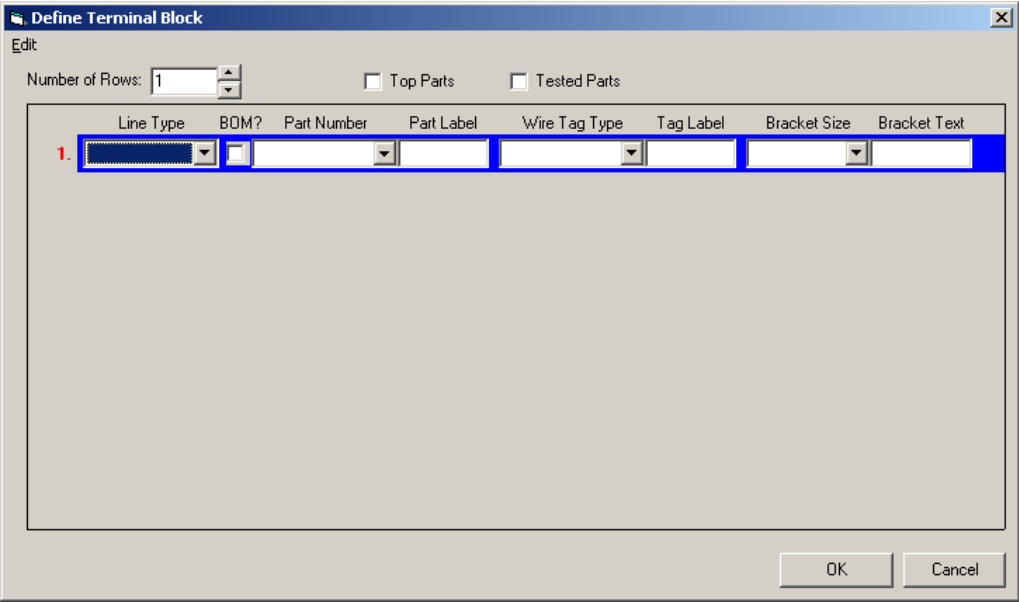 Define Terminal Block
Edit
Number of Rows: 1 Top Parts Tested Parts
Line Type BOM? Part Number Part Label Wire Tag Type Tag Label Bracket Size Bracket Text
1.
OK Cancel